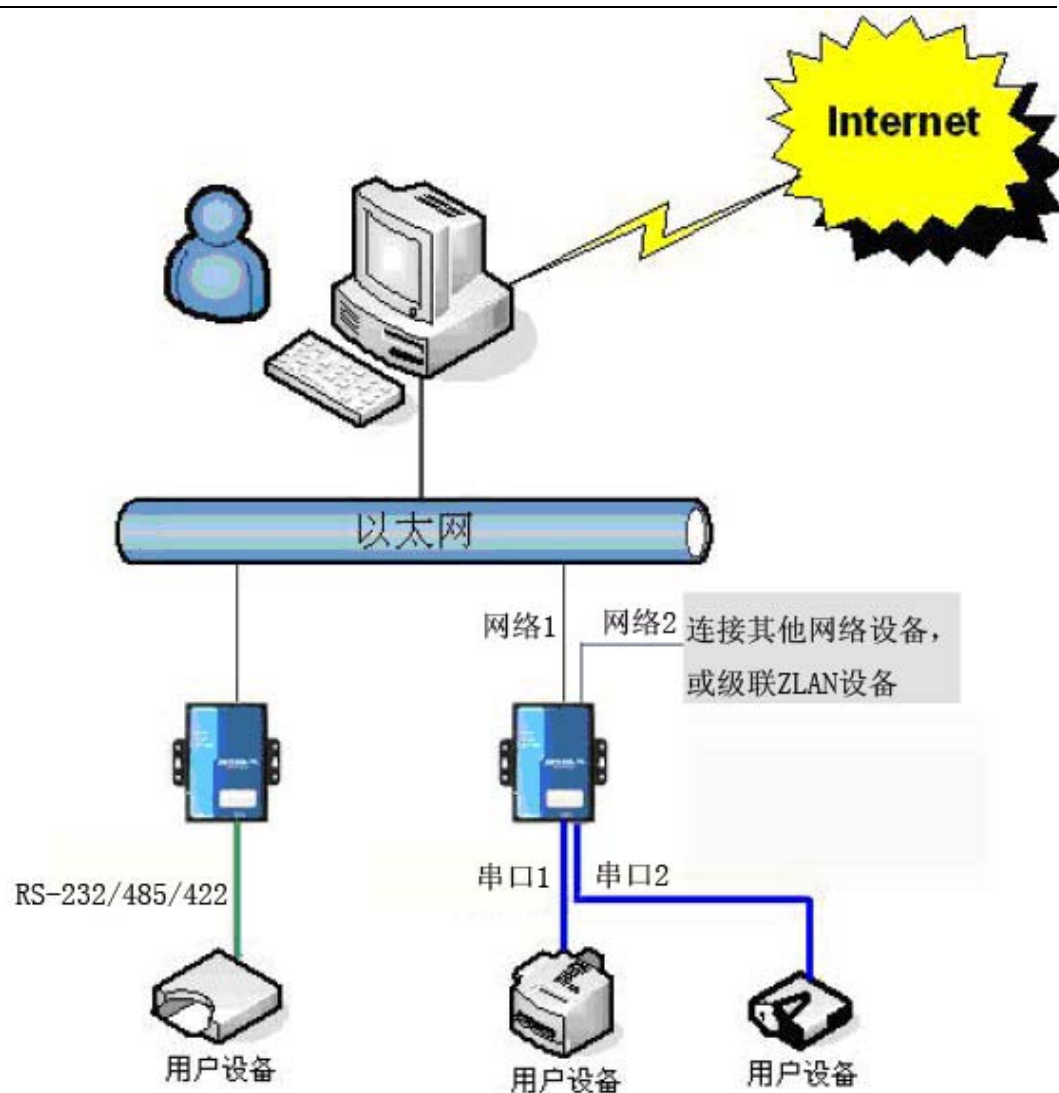 Internet
以太网
网络1
网络2
连接其他网络设备，
或级联ZLAN设备
RS-232/485/422
串口1
串口2
用户设备
用户设备
用户设备